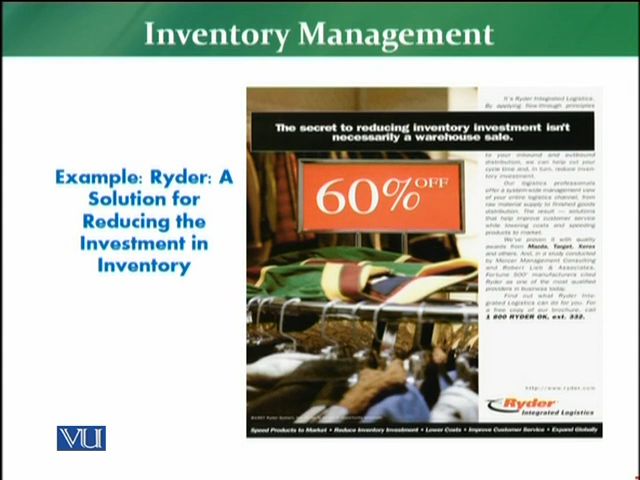 Inventory Management
Example: Ryder: A
Solution for
Reducing the
Investment in
Inventory
VU
The secret to reducing inventory investment isn't
necessarily a warehouse sale.
60% OFF
It's Ryder Integrated Logistics.
By applying flow-through principles
to your inbound and outbound
distribution, we can help cut your
cycle time and, in turn, reduce inven-
tory investment.
Our logistics professionals
offer a system-wide management view
of your entire logistics channel, from
raw material supply to finished goods
distribution. The result — solutions
that help improve customer service
while lowering costs and speeding
products to market.
We've proven it with quality
awards from Mazda, Target, Xerox
and others. And, in a study conducted
by Mercer Management Consulting
and Robert Lieb & Associates,
Fortune 500 manufacturers cited
Ryder as one of the most qualified
providers in business today.
Find out what Ryder Inte-
grated Logistics can do for you. For
a free copy of our brochure, call
1 800 RYDER OK, ext. 332.
http://www.ryder.com
Ryder
Integrated Logistics
Speed Products to Market • Reduce Inventory Investment • Lower Costs • Improve Customer Service • Expand Globally